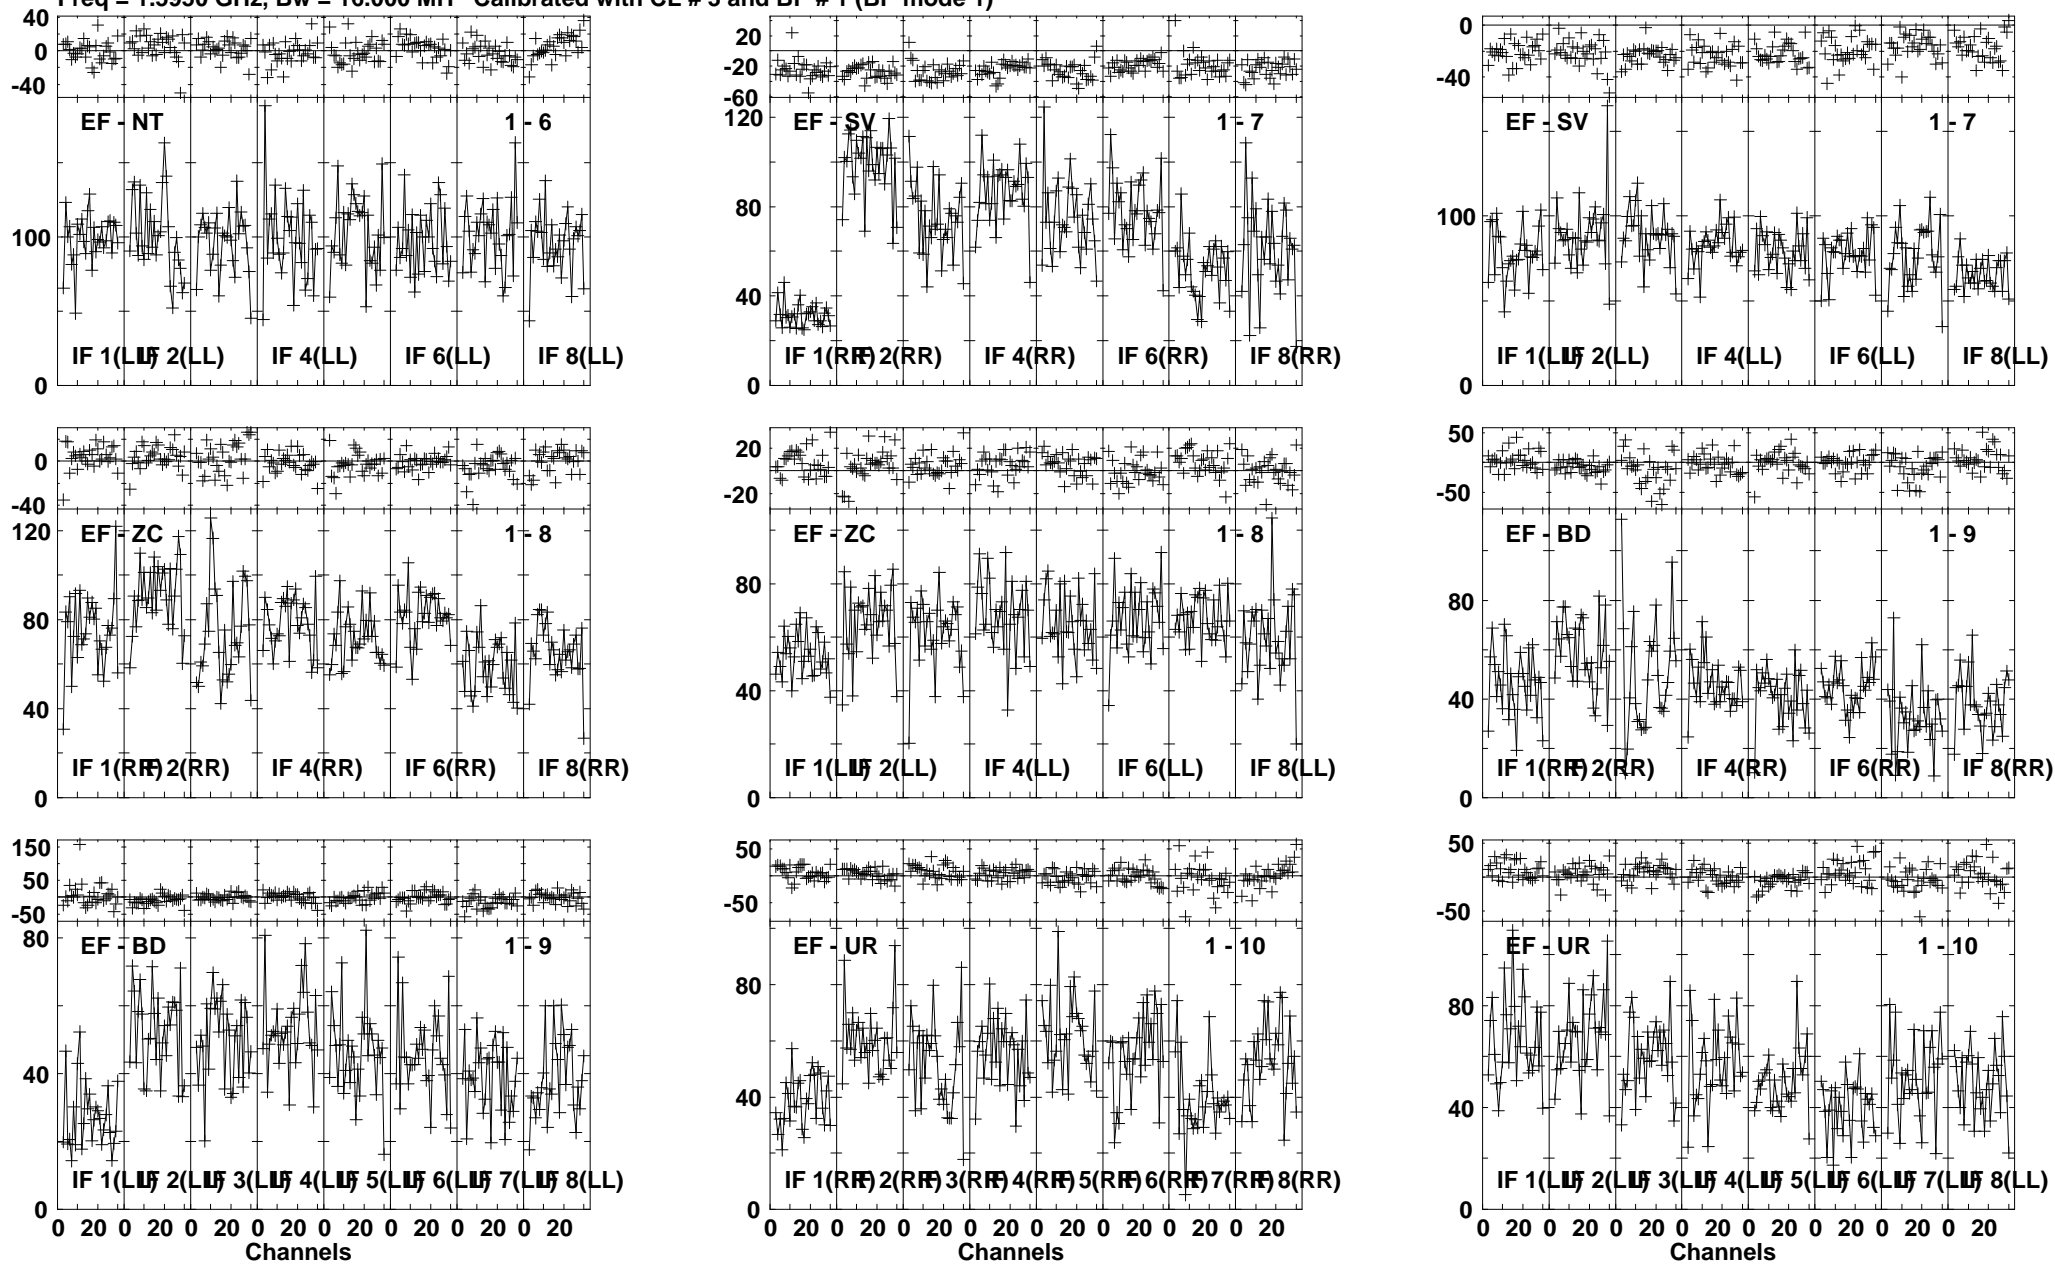 Freq = 1.5950 GHz, Bw = 16.000 MH Calibrated with CL # 3 and BP # 1 (BP mode 1)
40
0
-40
EF - NT 1 - 6
100
0
IF 1(LL) IF 2(LL) IF 4(LL) IF 6(LL) IF 8(LL)
20
-20
-60
120
EF - SV 1 - 7
80
40
0
IF 1(RR) IF 2(RR) IF 4(RR) IF 6(RR) IF 8(RR)
0
-40
EF - SV 1 - 7
100
0
IF 1(LL) IF 2(LL) IF 4(LL) IF 6(LL) IF 8(LL)
0
-40
120
EF - ZC 1 - 8
80
40
0
IF 1(RR) IF 2(RR) IF 4(RR) IF 6(RR) IF 8(RR)
20
-20
EF - ZC 1 - 8
80
40
0
IF 1(LL) IF 2(LL) IF 4(LL) IF 6(LL) IF 8(LL)
50
-50
EF - BD 1 - 9
80
40
0
IF 1(RR) IF 2(RR) IF 4(RR) IF 6(RR) IF 8(RR)
150
50
-50
80
EF - BD 1 - 9
40
0
IF 1(LL) IF 2(LL) IF 3(LL) IF 4(LL) IF 5(LL) IF 6(LL) IF 7(LL) IF 8(LL)
0 20 0 20 0 20 0 20 0 20 0 20 0 20 0 20
Channels
50
-50
EF - UR 1 - 10
80
40
0
IF 1(RR) IF 2(RR) IF 3(RR) IF 4(RR) IF 5(RR) IF 6(RR) IF 7(RR) IF 8(RR)
0 20 0 20 0 20 0 20 0 20 0 20 0 20 0 20
Channels
50
-50
EF - UR 1 - 10
80
40
0
IF 1(LL) IF 2(LL) IF 3(LL) IF 4(LL) IF 5(LL) IF 6(LL) IF 7(LL) IF 8(LL)
0 20 0 20 0 20 0 20 0 20 0 20 0 20 0 20
Channels